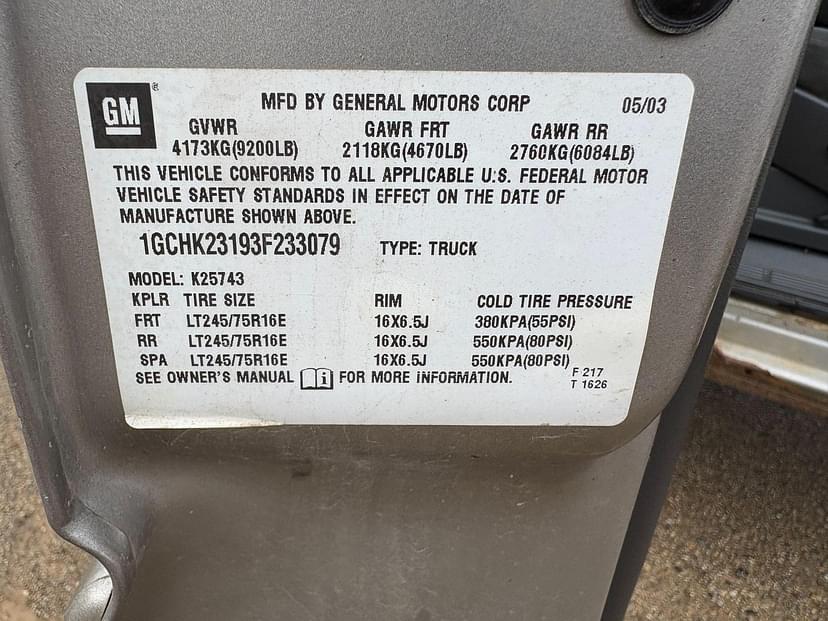 GM ®
MFD BY GENERAL MOTORS CORP 05/03
GVWR GAWR FRT GAWR RR
4173KG(9200LB) 2118KG(4670LB) 2760KG(6084LB)
THIS VEHICLE CONFORMS TO ALL APPLICABLE U.S. FEDERAL MOTOR
VEHICLE SAFETY STANDARDS IN EFFECT ON THE DATE OF
MANUFACTURE SHOWN ABOVE.
1GCHK23193F233079 TYPE: TRUCK
MODEL: K25743
KPLR TIRE SIZE RIM COLD TIRE PRESSURE
FRT LT245/75R16E 16X6.5J 380KPA(55PSI)
RR LT245/75R16E 16X6.5J 550KPA(80PSI)
SPA LT245/75R16E 16X6.5J 550KPA(80PSI)
SEE OWNER'S MANUAL i FOR MORE INFORMATION.
F 217
T 1626